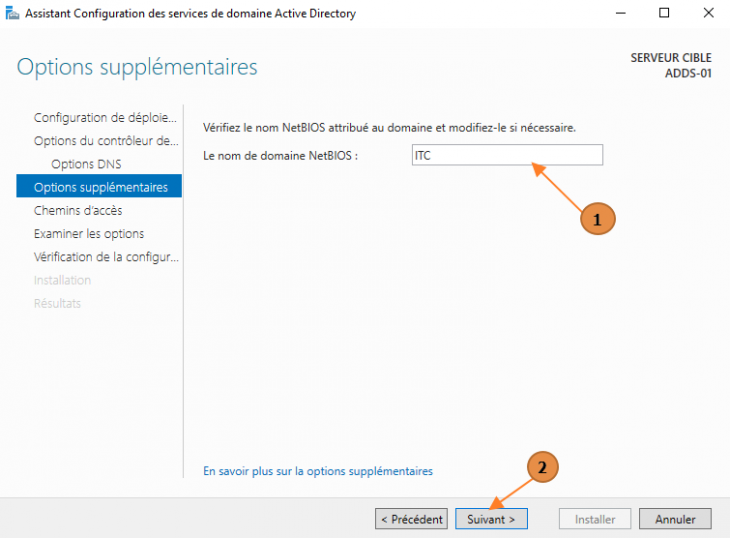 Assistant Configuration des services de domaine Active Directory
Options supplémentaires
SERVEUR CIBLE
ADDS-01
Configuration de déploie...
Options du contrôleur de...
Options DNS
Options supplémentaires
Chemins d'accès
Examiner les options
Vérification de la configur...
Installation
Résultats
Vérifiez le nom NetBIOS attribué au domaine et modifiez-le si nécessaire.
Le nom de domaine NetBIOS : ITC
1
En savoir plus sur la options supplémentaires
2
< Précédent Suivant > Installer Annuler